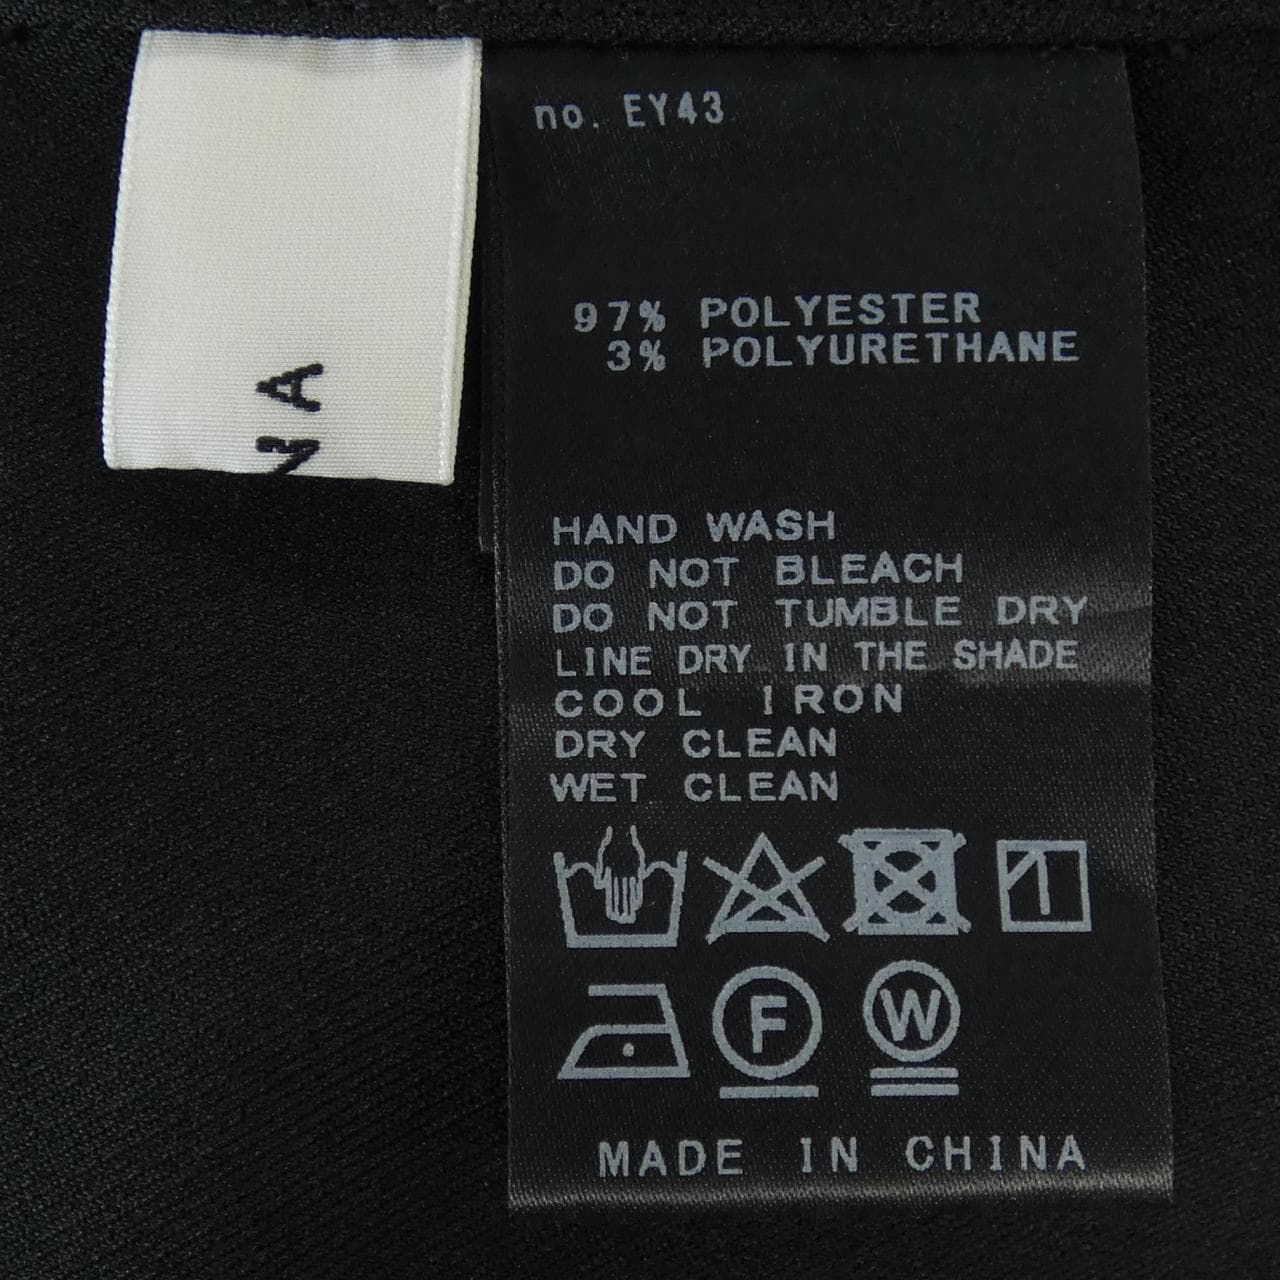 no. EY43
97% POLYESTER
3% POLYURETHANE
HAND WASH
DO NOT BLEACH
DO NOT TUMBLE DRY
LINE DRY IN THE SHADE
COOL IRON
DRY CLEAN
WET CLEAN
F
W
MADE IN CHINA
NA